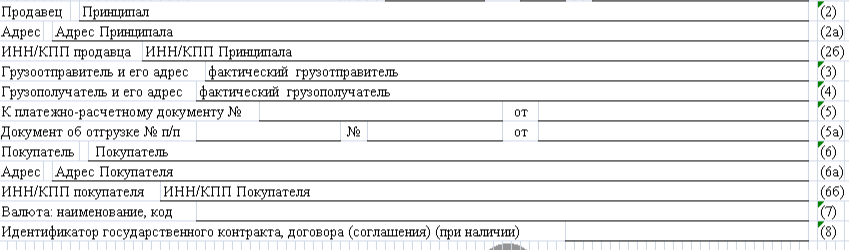 Продавец Принципал (2)
Адрес Адрес Принципала (2а)
ИНН/КПП продавца ИНН/КПП Принципала (2б)
Грузоотправитель и его адрес фактический грузотправитель (3)
Грузополучатель и его адрес фактический грузополучатель (4)
К платежно-расчетному документу № от (5)
Документ об отгрузке № п/п № от (5а)
Покупатель Покупатель (6)
Адрес Адрес Покупателя (6а)
ИНН/КПП покупателя ИНН/КПП Покупателя (6б)
Валюта: наименование, код (7)
Идентификатор государственного контракта, договора (соглашения) (при наличии) (8)